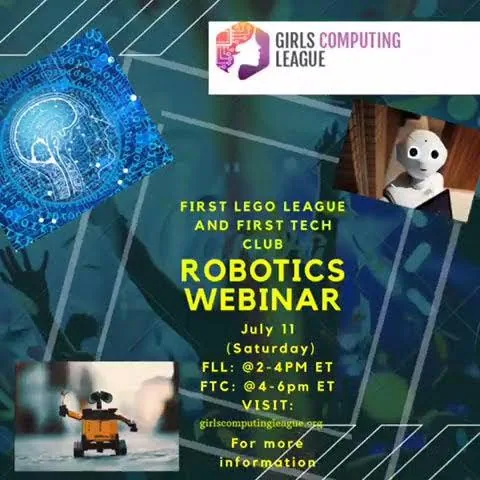 GIRLS COMPUTING
LEAGUE
FIRST LEGO LEAGUE
AND FIRST TECH
CLUB
ROBOTICS
WEBINAR
July 11
(Saturday)
FLL: @2-4PM ET
FTC: @4-6pm ET
VISIT:
girlscomputingleague.org
For more
information